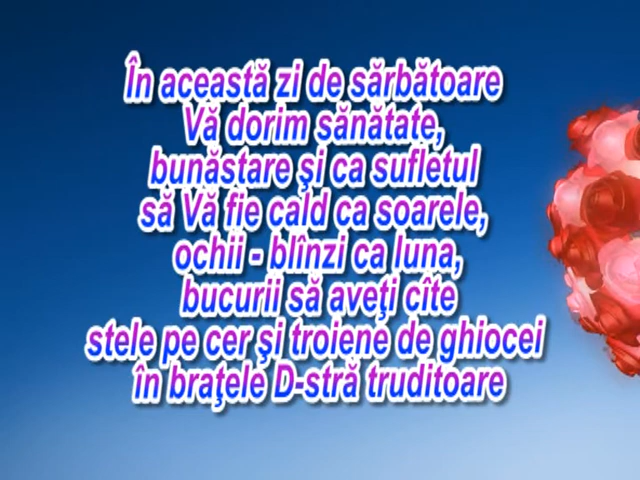 În această zi de sărbătoare
Vă dorim sănătate,
bunăstare şi ca sufletul
să Vă fie cald ca soarele,
ochii - blînzi ca luna,
bucurii să aveţi cîte
stele pe cer şi troiene de ghiocei
în braţele D-stră truditoare